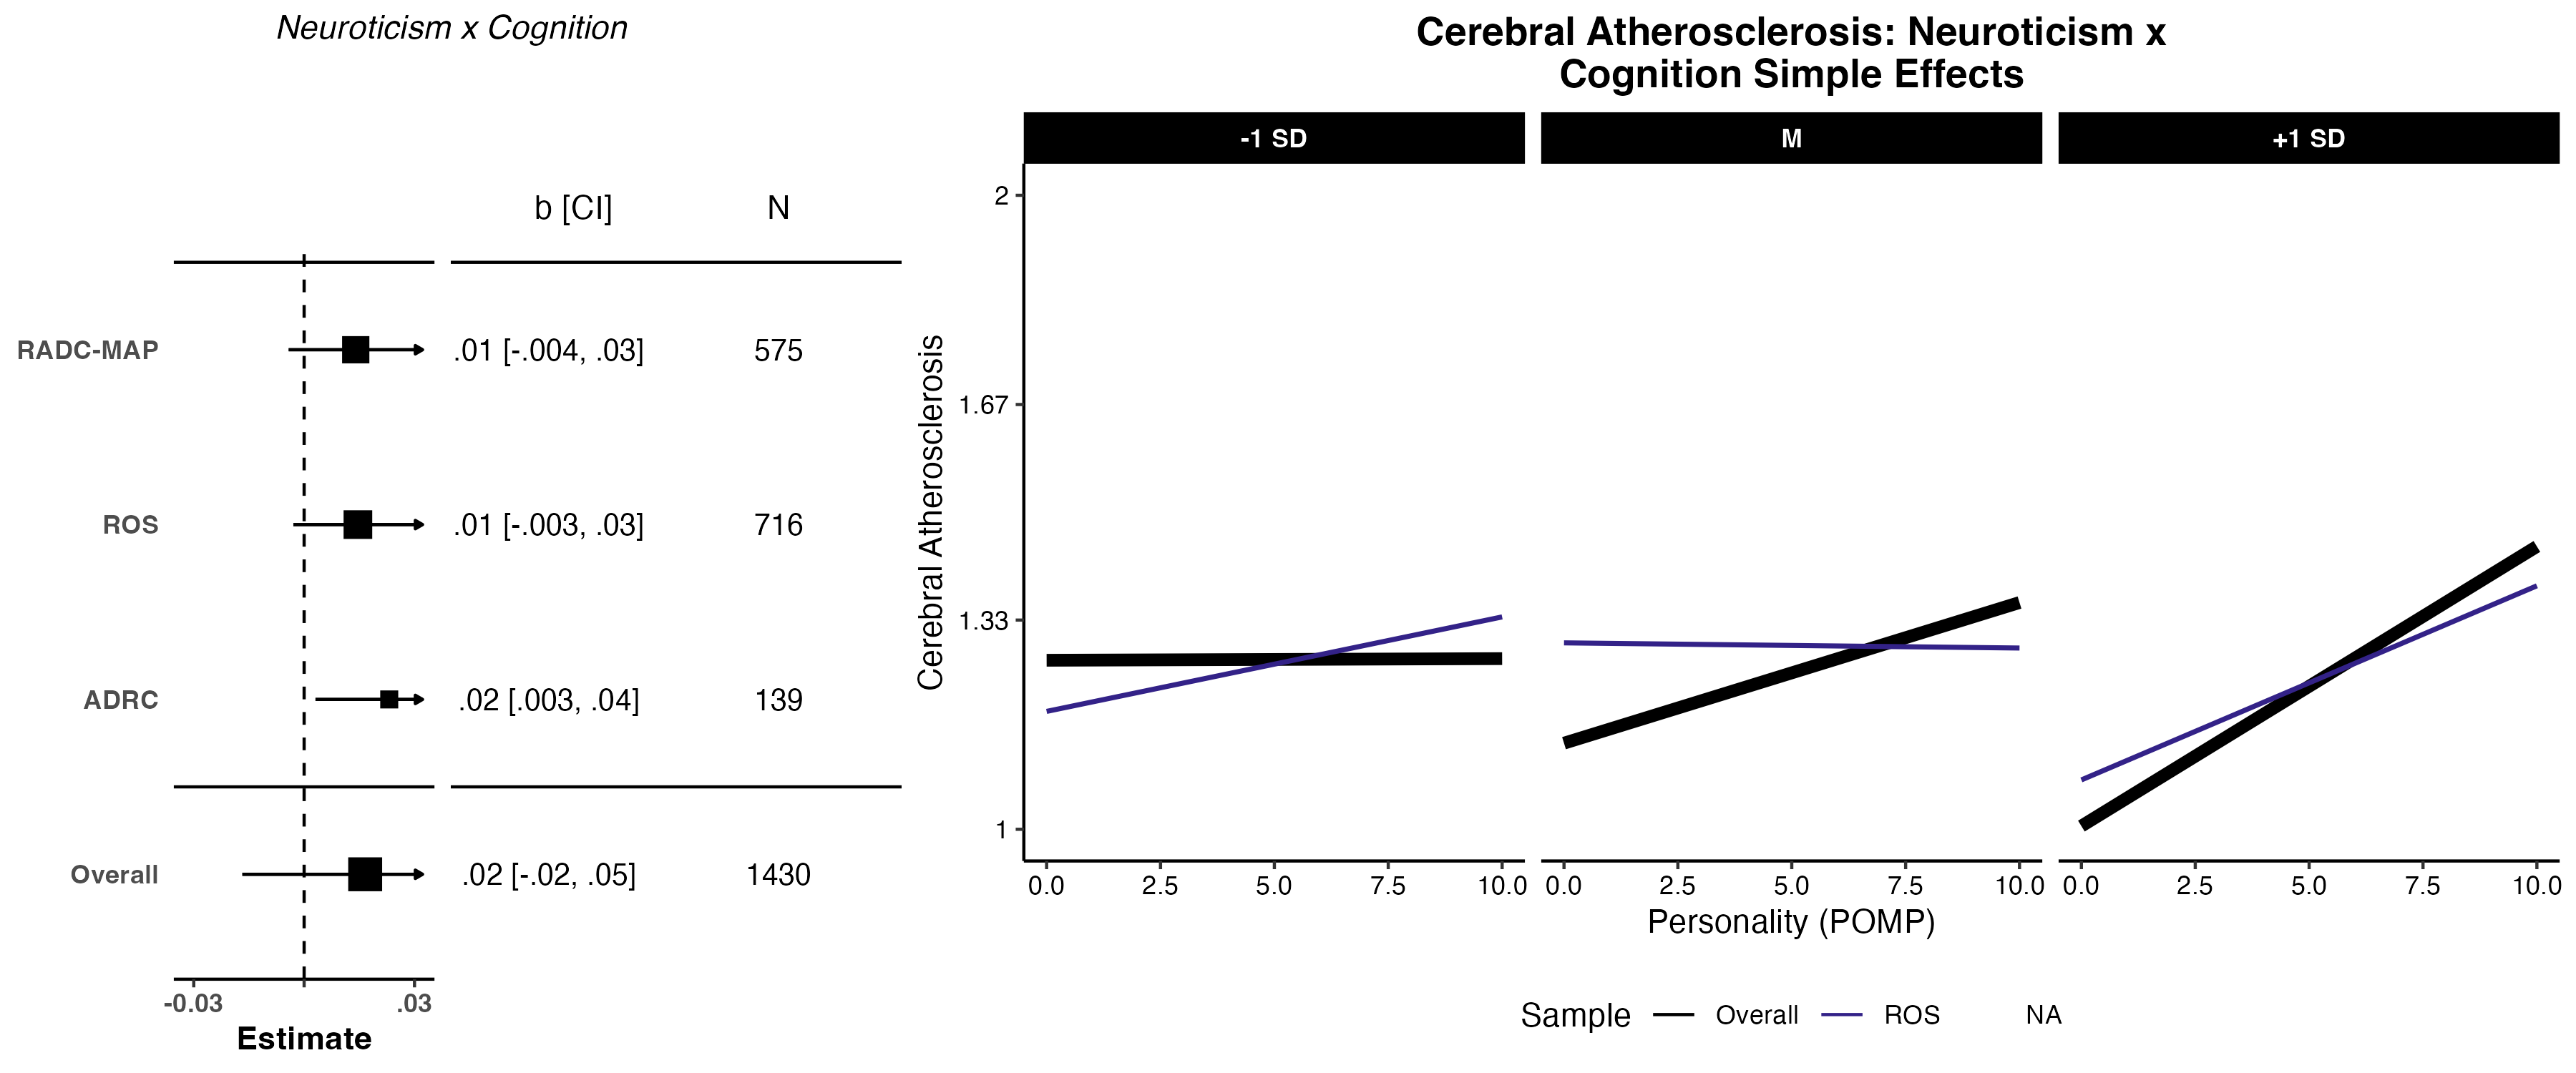 Neuroticism x Cognition
b [CI] N
RADC-MAP .01 [-.004, .03] 575
ROS .01 [-.003, .03] 716
ADRC .02 [.003, .04] 139
Overall .02 [-.02, .05] 1430
-0.03 .03
Estimate
Cerebral Atherosclerosis: Neuroticism x
Cognition Simple Effects
-1 SD M +1 SD
Cerebral Atherosclerosis
2
1.67
1.33
1
0.0 2.5 5.0 7.5 10.0 0.0 2.5 5.0 7.5 10.0 0.0 2.5 5.0 7.5 10.0
Personality (POMP)
Sample Overall ROS NA